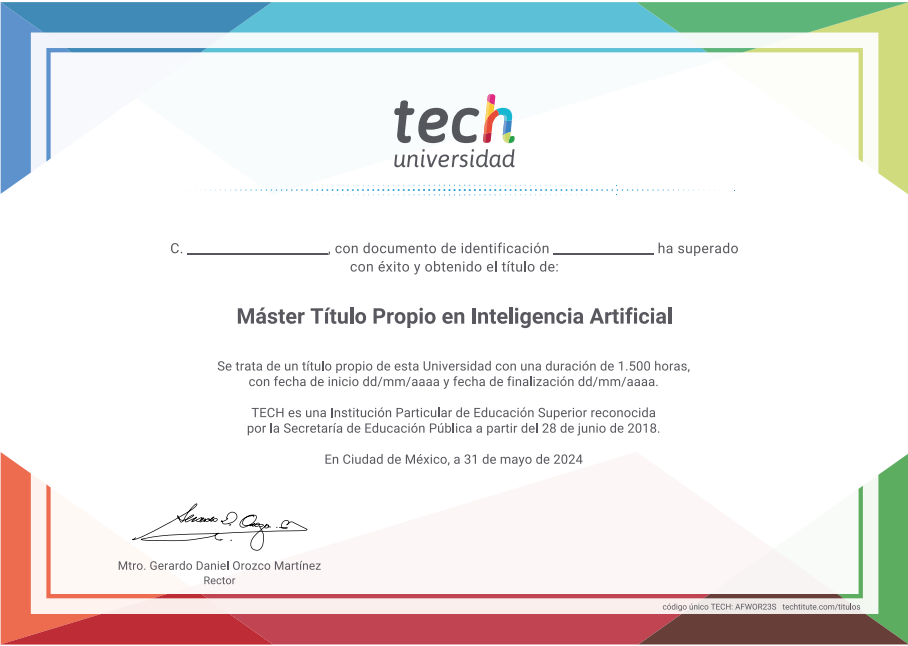 tech
universidad
C. ____________________, con documento de identificación ______________ ha superado
con éxito y obtenido el título de:
Máster Título Propio en Inteligencia Artificial
Se trata de un título propio de esta Universidad con una duración de 1.500 horas,
con fecha de inicio dd/mm/aaaa y fecha de finalización dd/mm/aaaa.
TECH es una Institución Particular de Educación Superior reconocida
por la Secretaría de Educación Pública a partir del 28 de junio de 2018.
En Ciudad de México, a 31 de mayo de 2024
Mtro. Gerardo Daniel Orozco Martínez
Rector
código único TECH: AFWOR23S techtitute.com/titulos